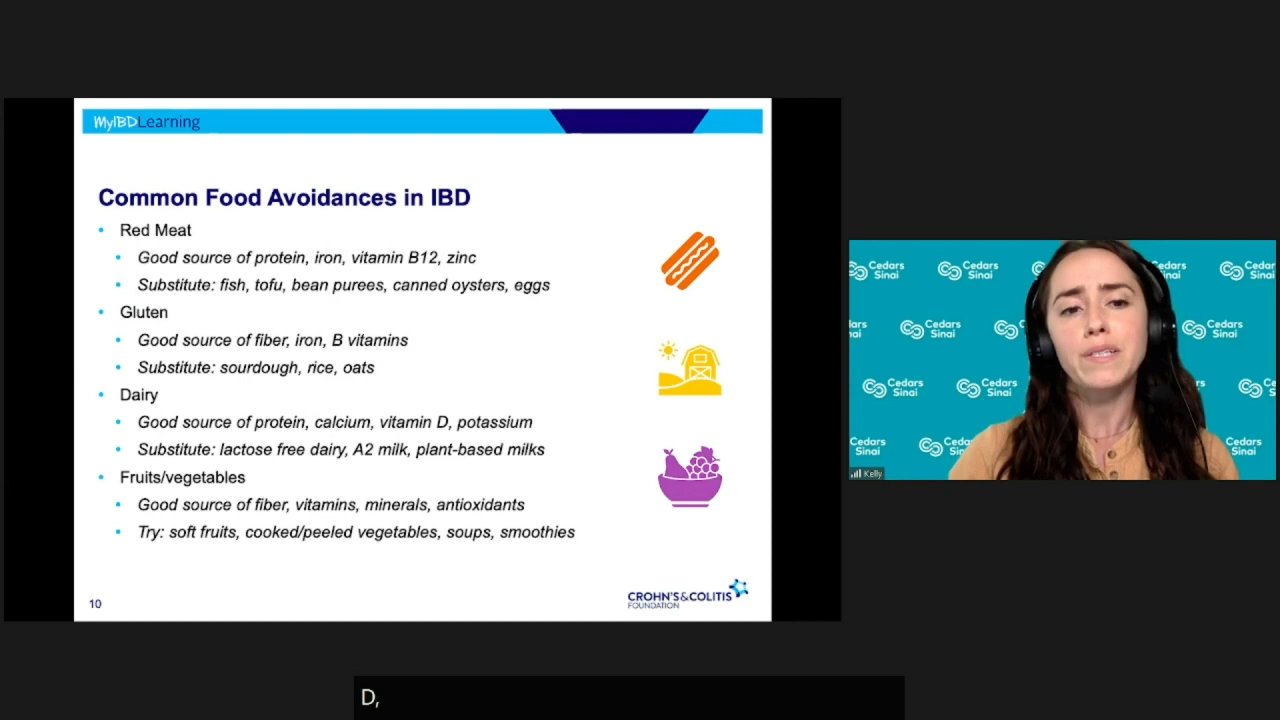 MyIBDLearning
Common Food Avoidances in IBD
• Red Meat
• Good source of protein, iron, vitamin B12, zinc
• Substitute: fish, tofu, bean purees, canned oysters, eggs
• Gluten
• Good source of fiber, iron, B vitamins
• Substitute: sourdough, rice, oats
• Dairy
• Good source of protein, calcium, vitamin D, potassium
• Substitute: lactose free dairy, A2 milk, plant-based milks
• Fruits/vegetables
• Good source of fiber, vitamins, minerals, antioxidants
• Try: soft fruits, cooked/peeled vegetables, soups, smoothies
10
CROHN'S&COLITIS
FOUNDATION
Cedars
Sinai
Cedars
Sinai
Cedars
Sinai
Cedars
Sinai
Cedars
Sinai
Cedars
Sinai
Cedars
Sinai
Cedars
Sinai
Cedars
Sinai
Cedars
Sinai
Kelly
D,